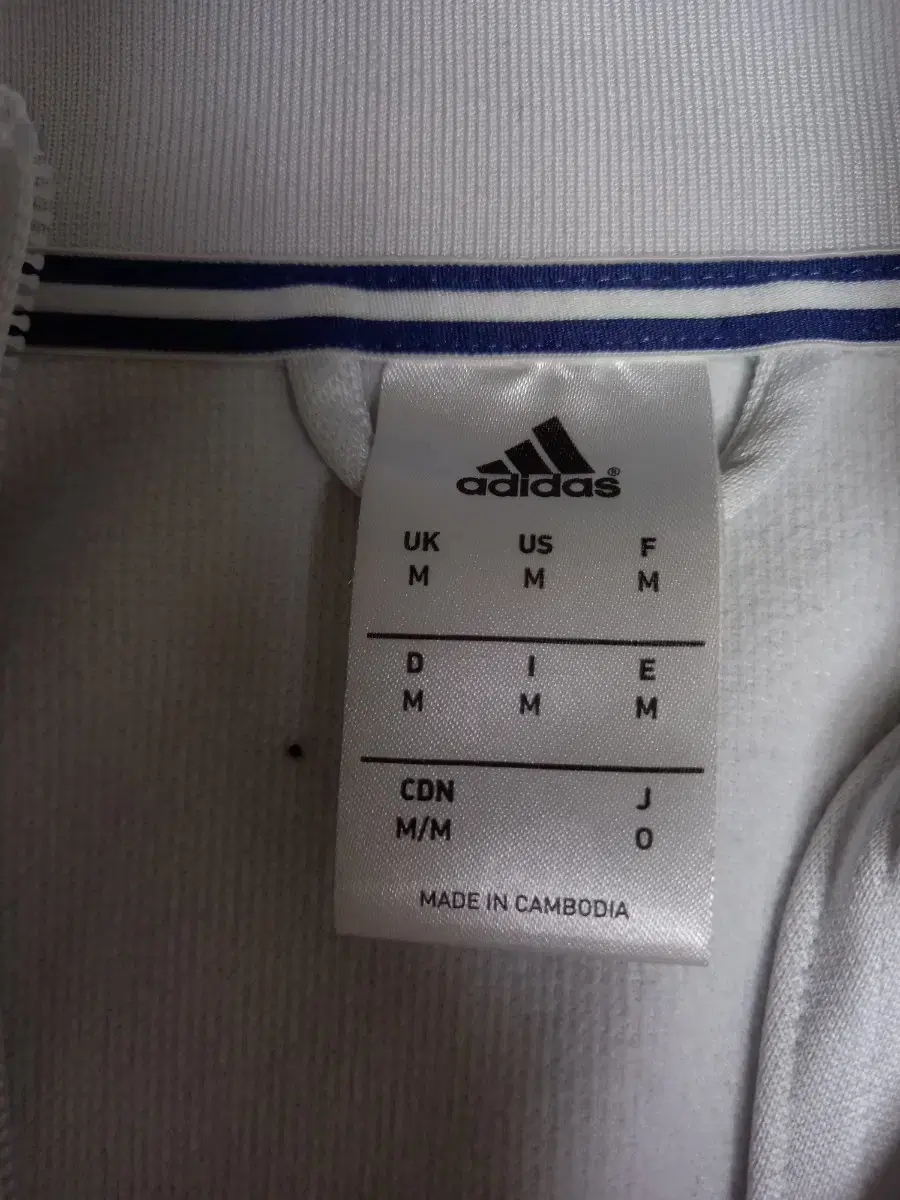 adidas®
UK US F
M M M
D I E
M M M
CDN J
M/M O
MADE IN CAMBODIA